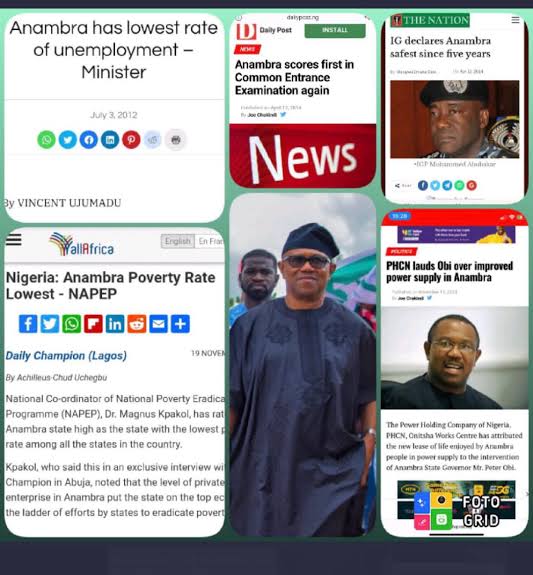 Anambra has lowest rate
of unemployment –
Minister
July 3, 2012
By VINCENT UJUMADU
allAfrica
English
En Fra
Nigeria: Anambra Poverty Rate
Lowest - NAPEP
Daily Champion (Lagos)
19 NOVEM
By Achilleus-Chud Uchegbu
National Co-ordinator of National Poverty Eradica
Programme (NAPEP), Dr. Magnus Kpakol, has rat
Anambra state high as the state with the lowest p
rate among all the states in the country.
Kpakol, who said this in an exclusive interview wi
Champion in Abuja, noted that the level of private
enterprise in Anambra put the state on the top ec
the ladder of efforts by states to eradicate povert
dailypost.ng
Daily Post
INSTALL
NEWS
Anambra scores first in
Common Entrance
Examination again
Published on April 17, 2014
By Joe Chukindi
News
THE NATION
IG declares Anambra
safest since five years
•IGP Mohammed Abubakar
Share
POLITICS
PHCN lauds Obi over improved
power supply in Anambra
By Joe Chukindi
The Power Holding Company of Nigeria,
PHCN, Onitsha Works Centre has attributed
the new lease of life enjoyed by Anambra
people in power supply to the intervention
of Anambra State Governor Mr. Peter Obi.
FOTO
GRID